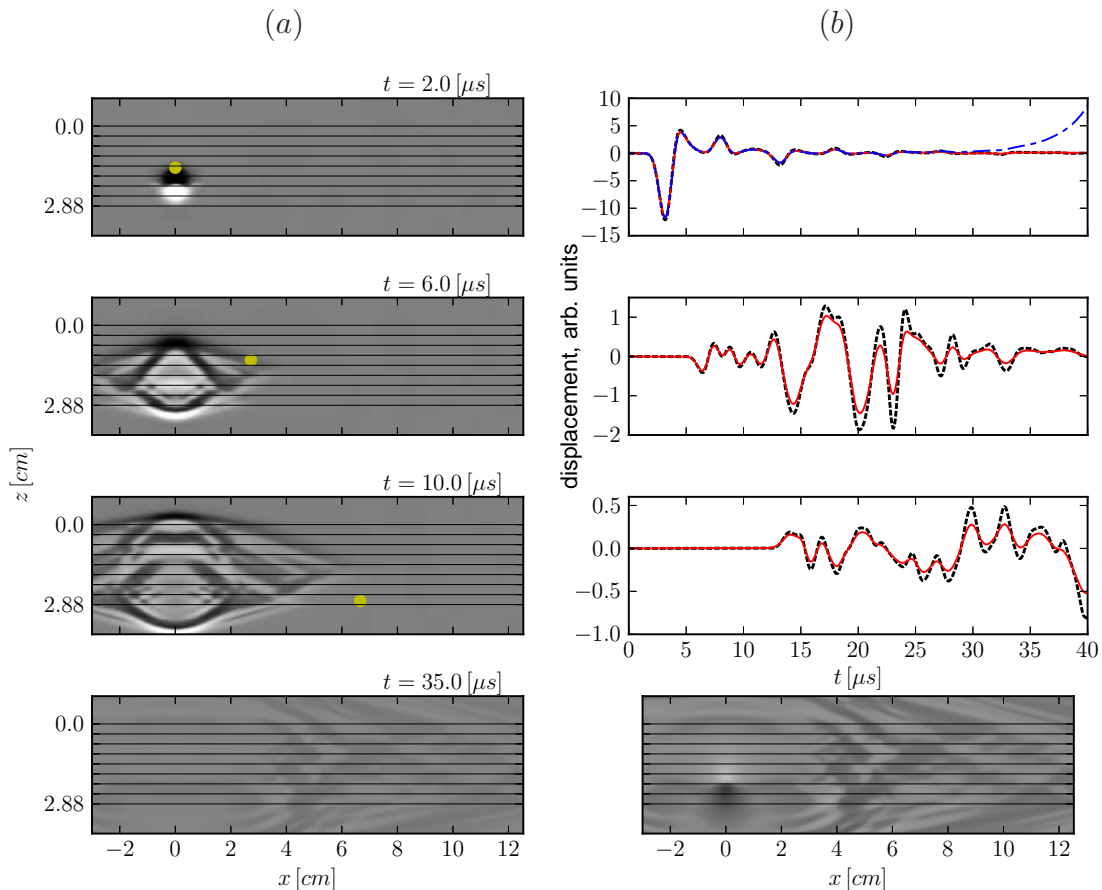 (a)
t = 2.0 [μs]
0.0
2.88
t = 6.0 [μs]
0.0
2.88
t = 10.0 [μs]
0.0
2.88
t = 35.0 [μs]
0.0
2.88
−2 0 2 4 6 8 10 12
x [cm]
z [cm]
(b)
10
5
0
−5
−10
−15
1
0
−1
−2
0.5
0.0
−0.5
−1.0
0 5 10 15 20 25 30 35 40
t [μs]
displacement, arb. units
−2 0 2 4 6 8 10 12
x [cm]